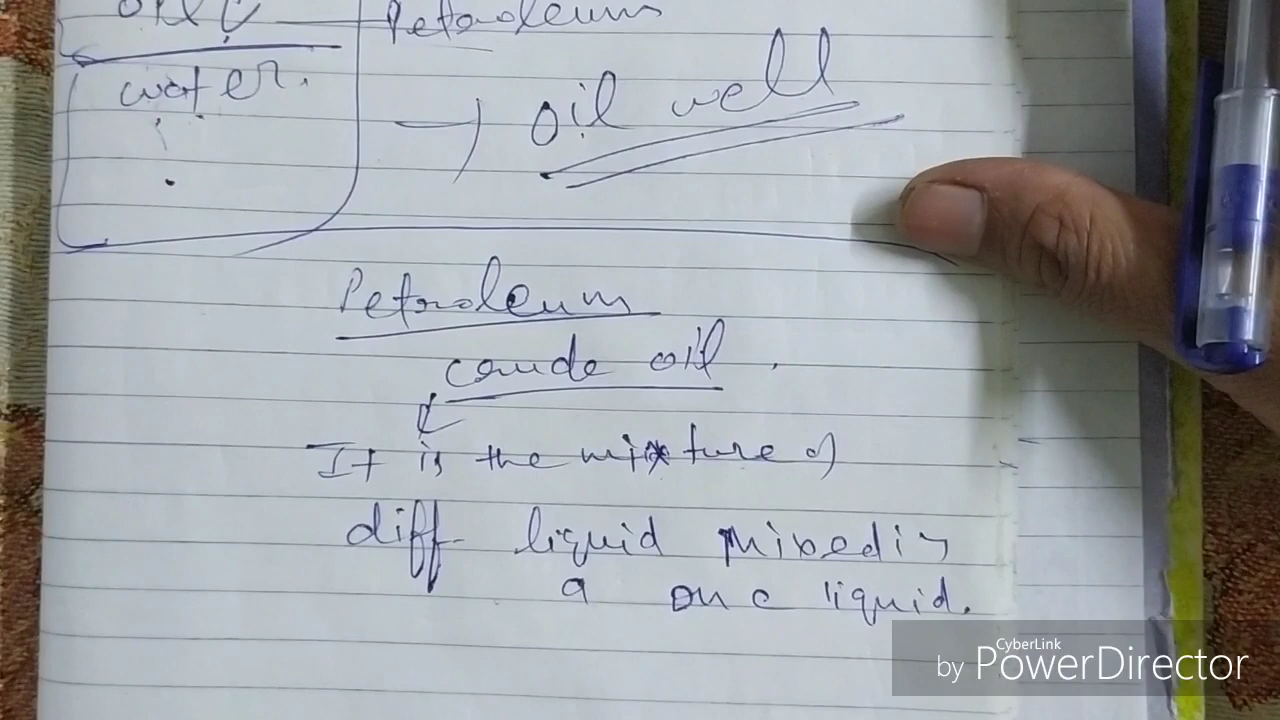 oil Petroleum
water.
→ oil well
Petroleum
crude oil.
It is the mixture of
diff liquid mixed in
a one liquid.
CyberLink
by PowerDirector